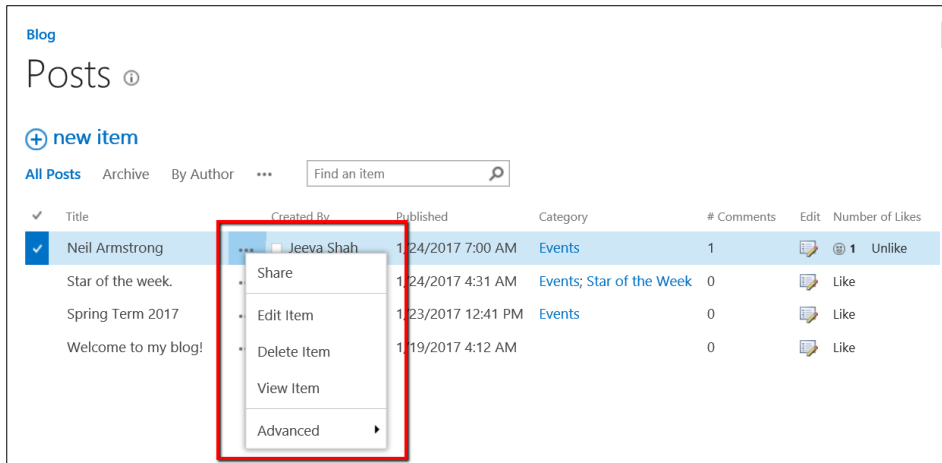 Blog
Posts
new item
All Posts Archive By Author ••• Find an item
Title Created By Published Category # Comments Edit Number of Likes
Neil Armstrong ••• Jeeva Shah 1/24/2017 7:00 AM Events 1 1 Unlike
Share
Star of the week. 1/24/2017 4:31 AM Events; Star of the Week 0 Like
Edit Item
Spring Term 2017 1/23/2017 12:41 PM Events 0 Like
Delete Item
Welcome to my blog! 1/19/2017 4:12 AM 0 Like
View Item
Advanced